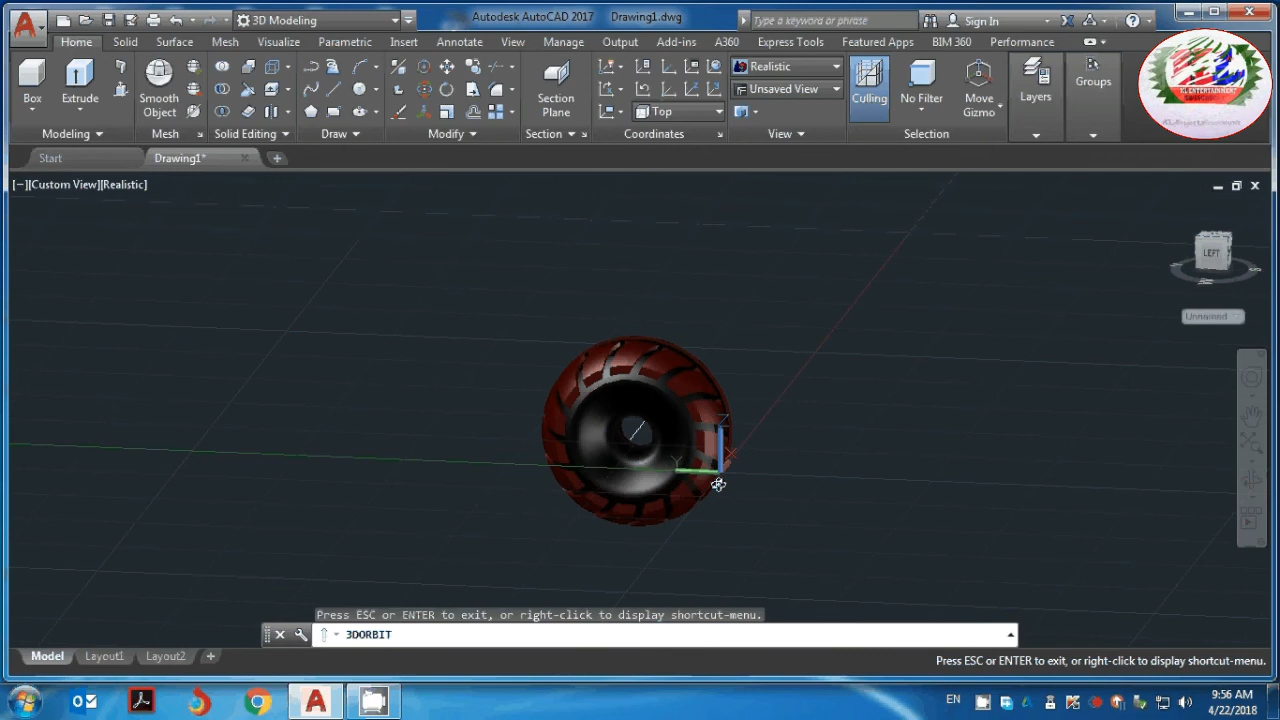 3D Modeling
Autodesk AutoCAD 2017 Drawing1.dwg
Type a keyword or phrase
Sign In
Home Solid Surface Mesh Visualize Parametric Insert Annotate Manage Output Add-ins A360 Express Tools Featured Apps BIM 360 Performance
Box
Extrude
Smooth
Object
Section
Plane
Top
Realistic
Unsaved View
Culling
No Filter
Move
Gizmo
Layers
Groups
Modeling Mesh Solid Editing Draw Modify Section Coordinates View Selection
EL ENTERTAINMENT
Start Drawing1*
[−][Custom View][Realistic]
LEFT
Unnamed
Z
Y
X
Press ESC or ENTER to exit, or right-click to display shortcut-menu.
3DORBIT
Model Layout1 Layout2
Press ESC or ENTER to exit, or right-click to display shortcut-menu.
EN
9:56 AM
4/22/2018